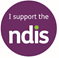 I support the
ndis